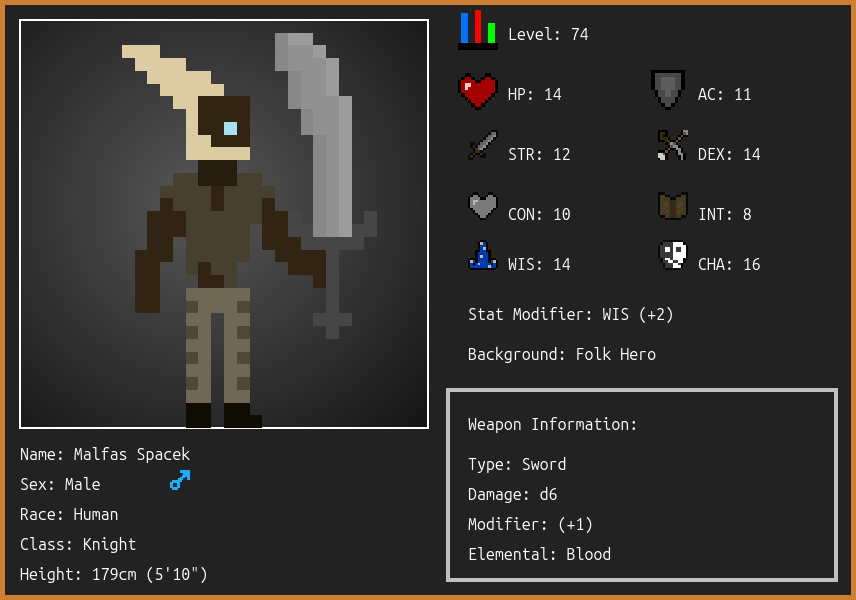 Level: 74
HP: 14
AC: 11
STR: 12
DEX: 14
CON: 10
INT: 8
WIS: 14
CHA: 16
Stat Modifier: WIS (+2)
Background: Folk Hero
Weapon Information:
Type: Sword
Damage: d6
Modifier: (+1)
Elemental: Blood
Name: Malfas Spacek
Sex: Male
Race: Human
Class: Knight
Height: 179cm (5'10")